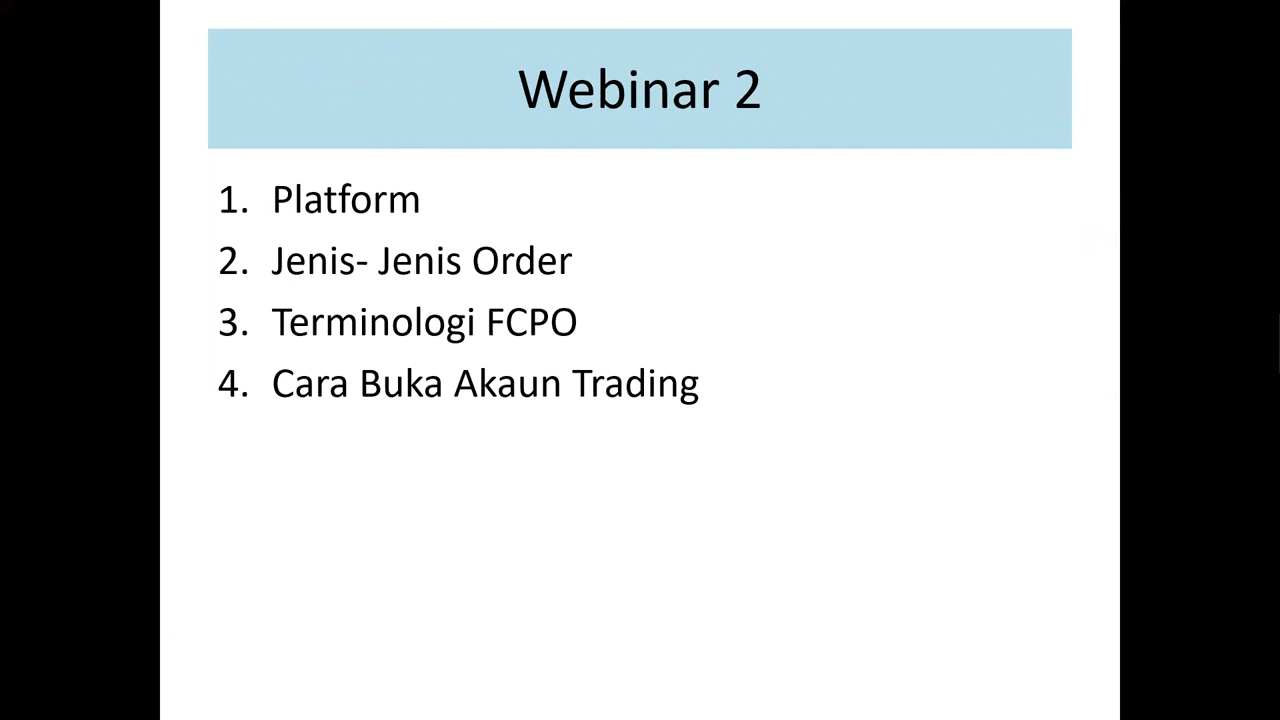 Webinar 2
1. Platform
2. Jenis- Jenis Order
3. Terminologi FCPO
4. Cara Buka Akaun Trading